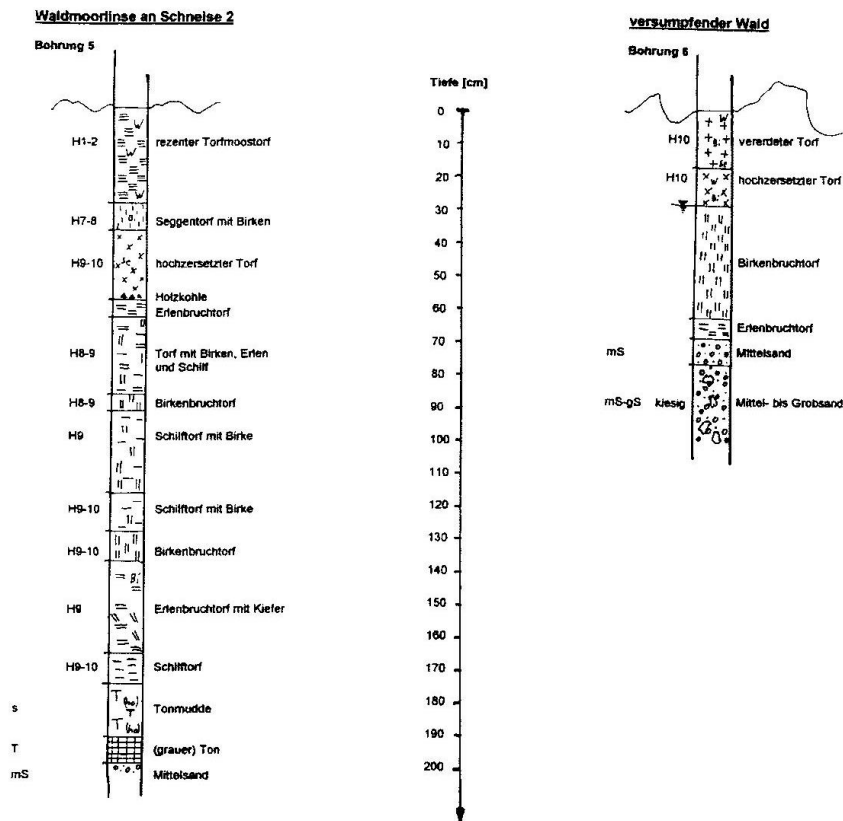 Waldmoorlinse an Schneise 2
Bohrung 5
H1-2 rezenter Torfmoostorf
H7-8 Seggentorf mit Birken
H9-10 hochzersetzter Torf
Holzkohle
Erlenbruchtorf
H8-9 Torf mit Birken, Erlen
und Schilf
H8-9 Birkenbruchtorf
H9 Schilftorf mit Birke
H9-10 Schilftorf mit Birke
H9-10 Birkenbruchtorf
H9 Erlenbruchtorf mit Kiefer
H9-10 Schilftorf
s Tonmudde
T (grauer) Ton
mS Mittelsand
Tiefe [cm]
0
10
20
30
40
50
60
70
80
90
100
110
120
130
140
150
160
170
180
190
200
versumpfender Wald
Bohrung 6
H10 vererdeter Torf
H10 hochzersetzter Torf
Birkenbruchtorf
Erlenbruchtorf
mS Mittelsand
mS-gS kiesig Mittel- bis Grobsand